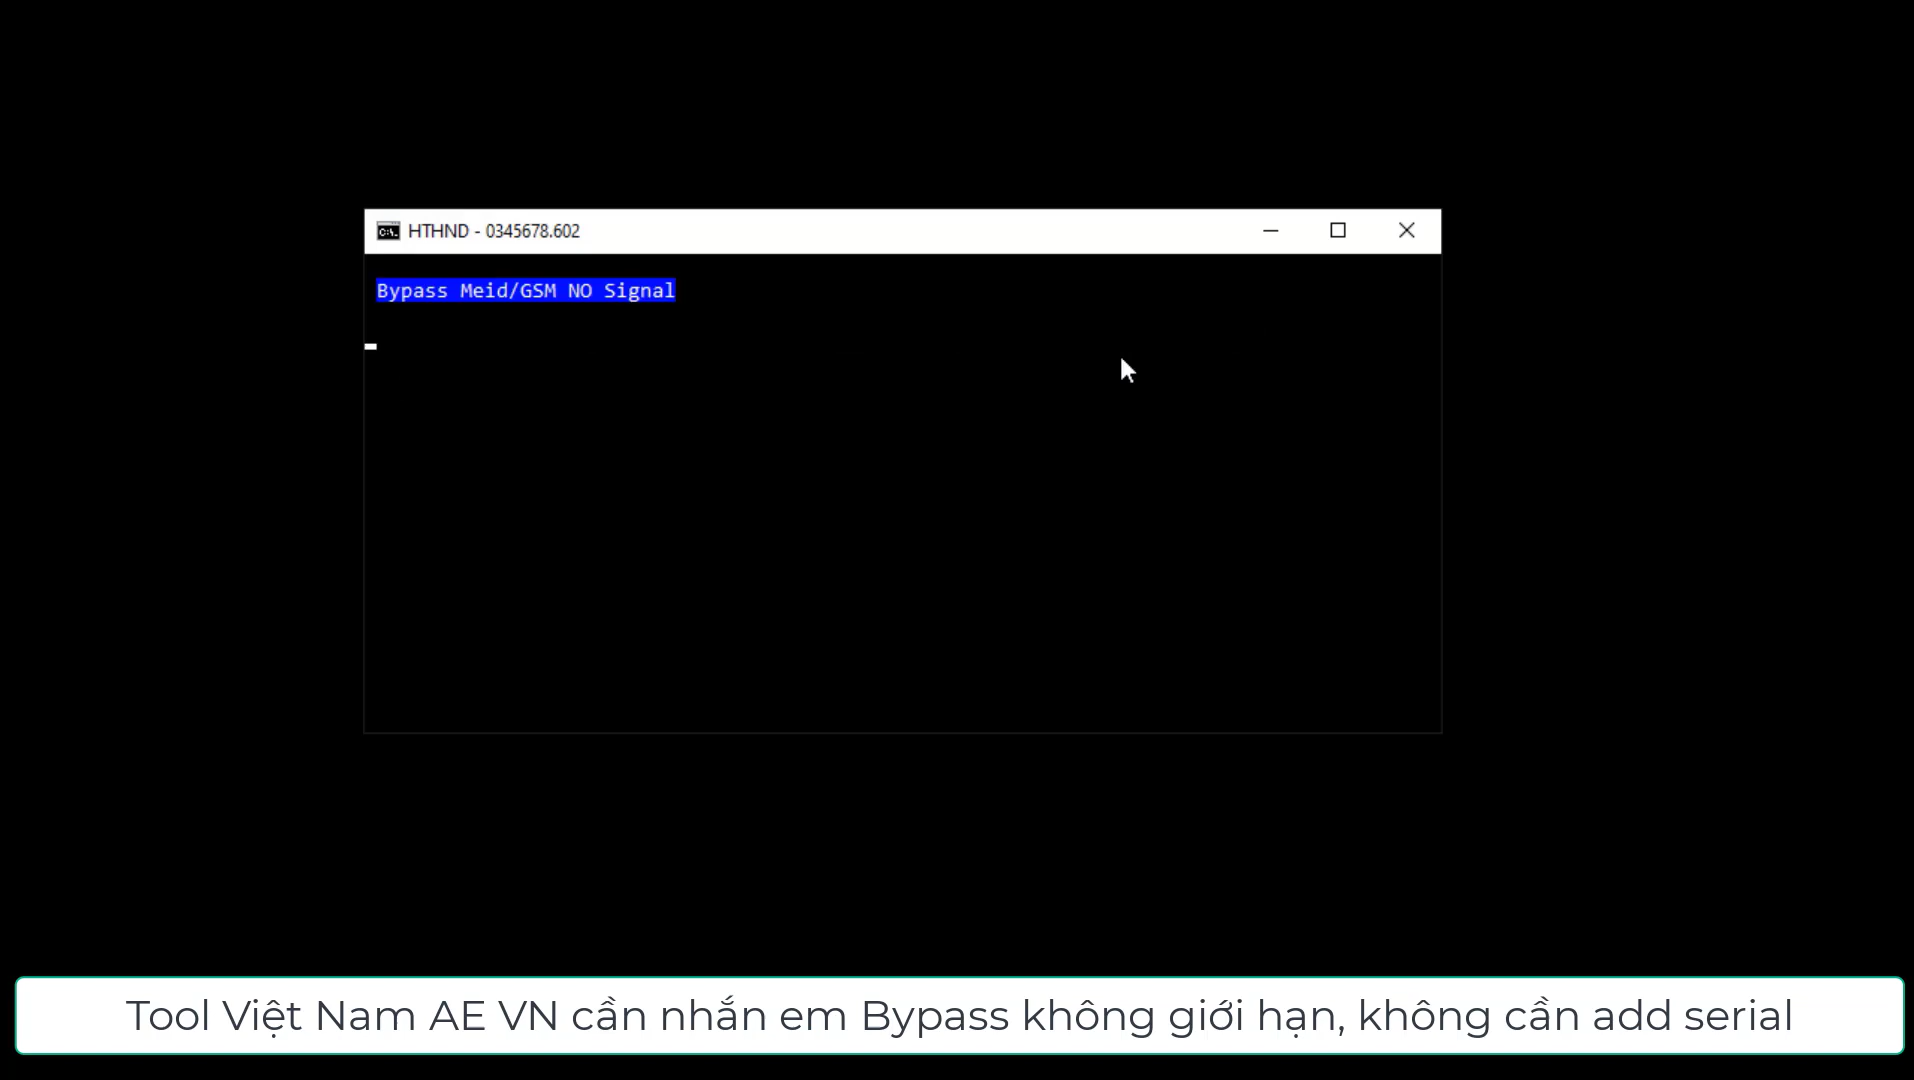 HTHND - 0345678.602
Bypass Meid/GSM NO Signal
Tool Việt Nam AE VN cần nhắn em Bypass không giới hạn, không cần add serial